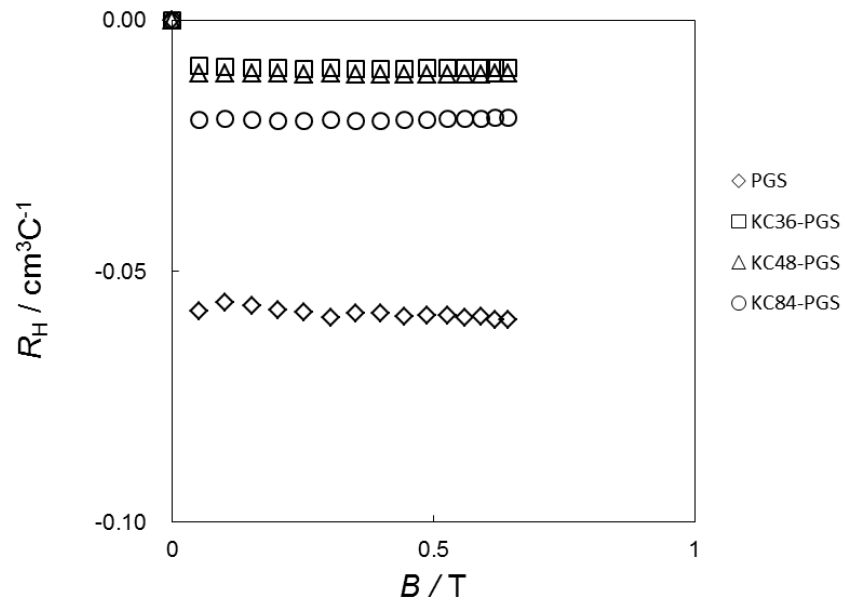 0.00
-0.05
-0.10
R_H / cm³C⁻¹
0
0.5
1
B / T
PGS
KC36-PGS
KC48-PGS
KC84-PGS